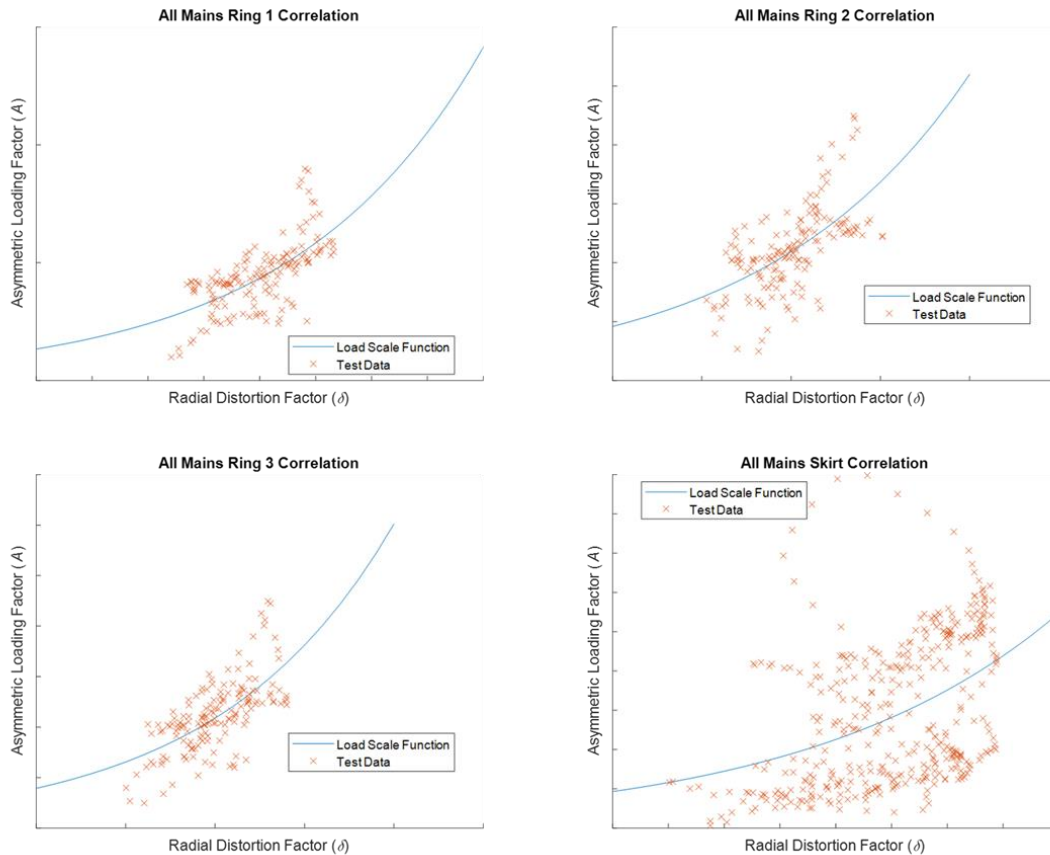 All Mains Ring 1 Correlation
Asymmetric Loading Factor (A)
Load Scale Function
Test Data
Radial Distortion Factor (δ)
All Mains Ring 2 Correlation
Asymmetric Loading Factor (A)
Load Scale Function
Test Data
Radial Distortion Factor (δ)
All Mains Ring 3 Correlation
Asymmetric Loading Factor (A)
Load Scale Function
Test Data
Radial Distortion Factor (δ)
All Mains Skirt Correlation
Load Scale Function
Test Data
Asymmetric Loading Factor (A)
Radial Distortion Factor (δ)